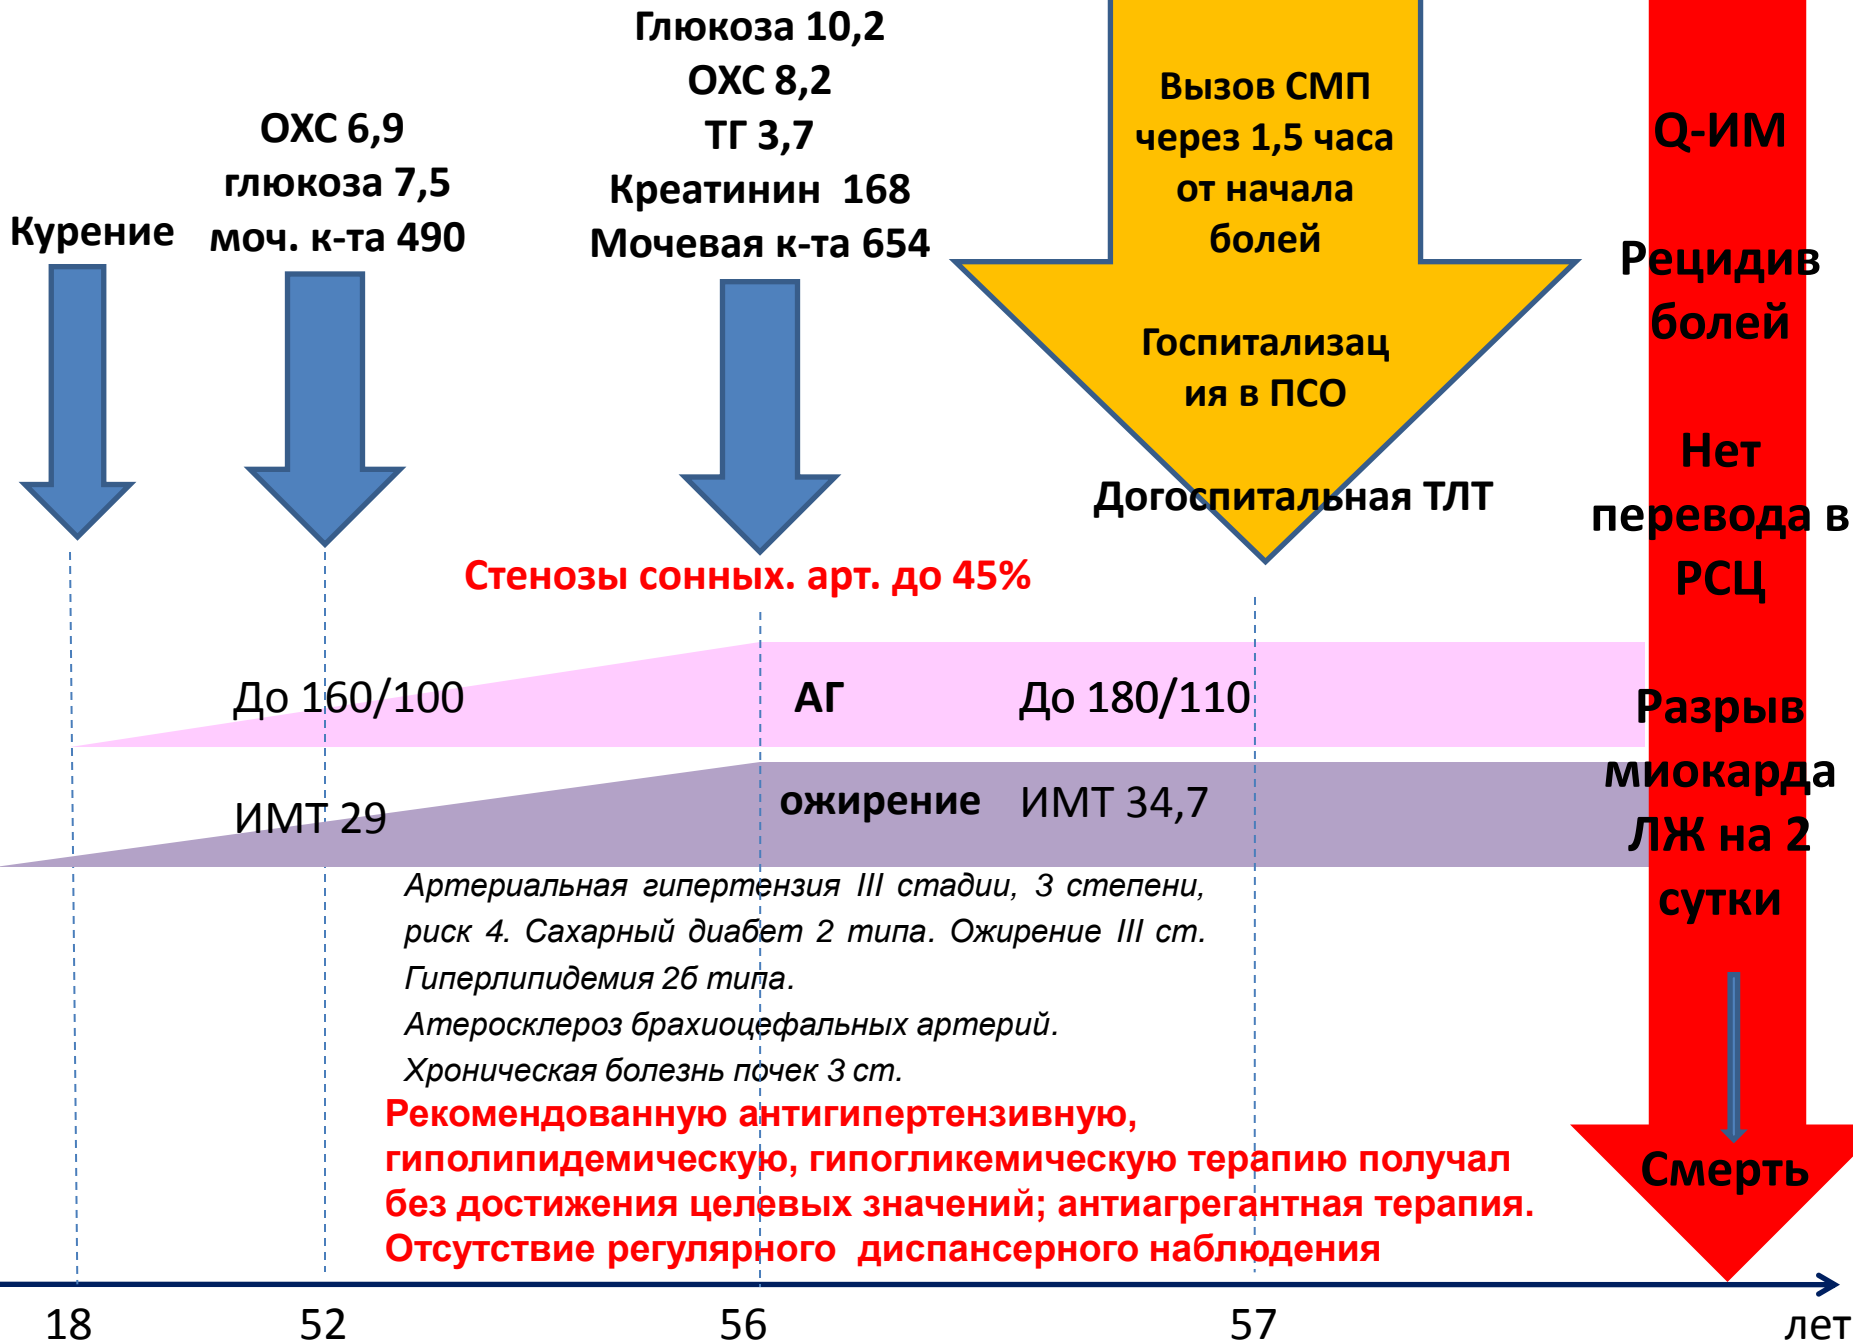 Курение
ОХС 6,9
глюкоза 7,5
моч. к-та 490
Глюкоза 10,2
ОХС 8,2
ТГ 3,7
Креатинин 168
Мочевая к-та 654
Вызов СМП
через 1,5 часа
от начала
болей
Госпитализац
ия в ПСО
Догоспитальная ТЛТ
Q-ИМ
Рецидив
болей
Нет
перевода в
РСЦ
Разрыв
миокарда
ЛЖ на 2
сутки
Смерть
Стенозы сонных. арт. до 45%
До 160/100
АГ
До 180/110
ИМТ 29
ожирение
ИМТ 34,7
Артериальная гипертензия III стадии, 3 степени,
риск 4. Сахарный диабет 2 типа. Ожирение III ст.
Гиперлипидемия 2б типа.
Атеросклероз брахиоцефальных артерий.
Хроническая болезнь почек 3 ст.
Рекомендованную антигипертензивную,
гиполипидемическую, гипогликемическую терапию получал
без достижения целевых значений; антиагрегантная терапия.
Отсутствие регулярного диспансерного наблюдения
18
52
56
57
лет